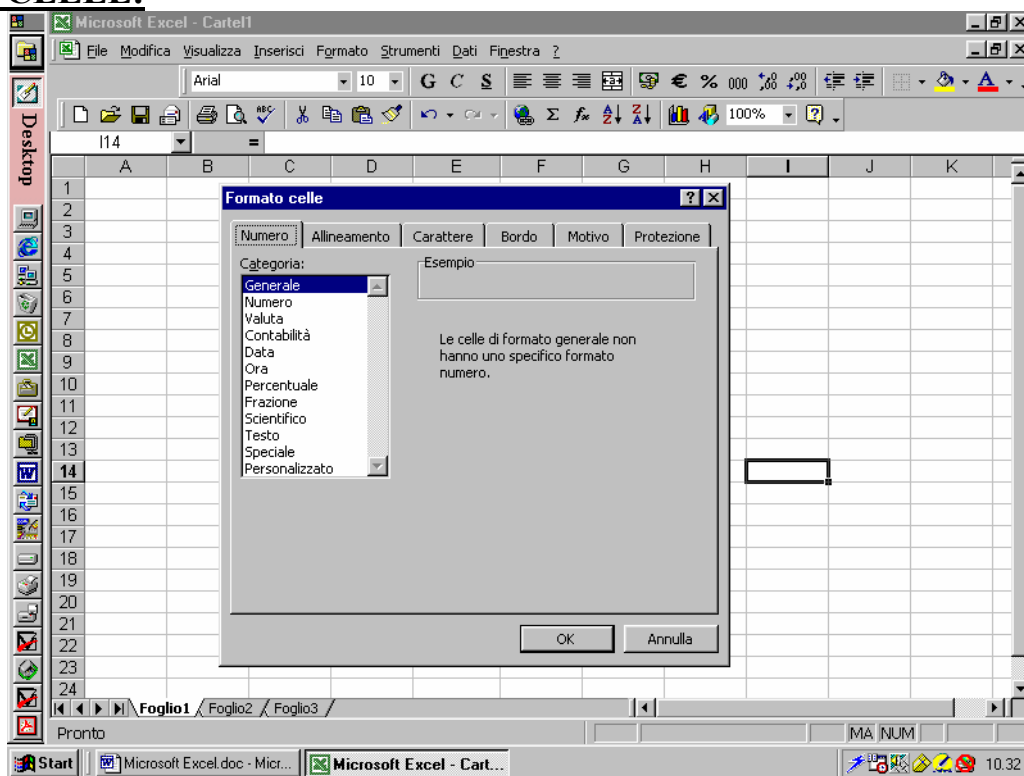 CELLE:
Microsoft Excel - Cartel1
File Modifica Visualizza Inserisci Formato Strumenti Dati Finestra ?
Arial 10 G C S € % 000
100%
I14 =
A B C D E F G H I J K
Desktop
1
2
3
4
5
6
7
8
9
10
11
12
13
14
15
16
17
18
19
20
21
22
23
24
Formato celle
Numero Allineamento Carattere Bordo Motivo Protezione
Categoria:
Generale
Numero
Valuta
Contabilità
Data
Ora
Percentuale
Frazione
Scientifico
Testo
Speciale
Personalizzato
Esempio
Le celle di formato generale non
hanno uno specifico formato
numero.
OK Annulla
Foglio1 Foglio2 Foglio3
Pronto MA NUM
Start Microsoft Excel.doc - Micr... Microsoft Excel - Cart... 10.32